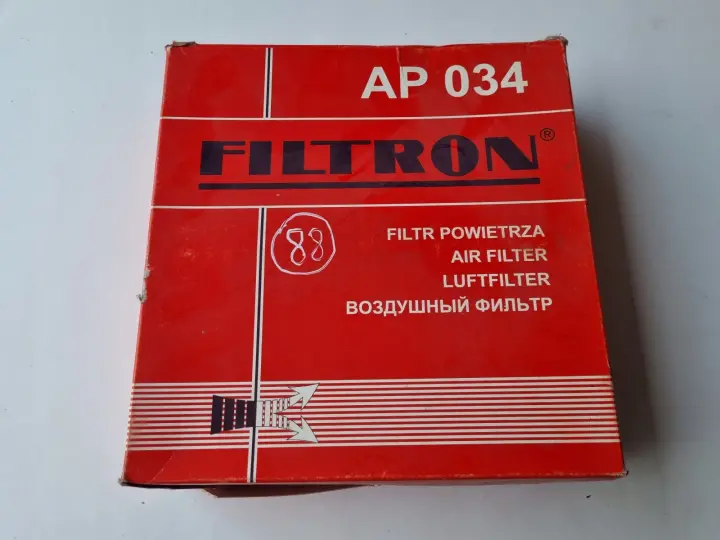 AP 034
FILTRON®
88
FILTR POWIETRZA
AIR FILTER
LUFTFILTER
ВОЗДУШНЫЙ ФИЛЬТР